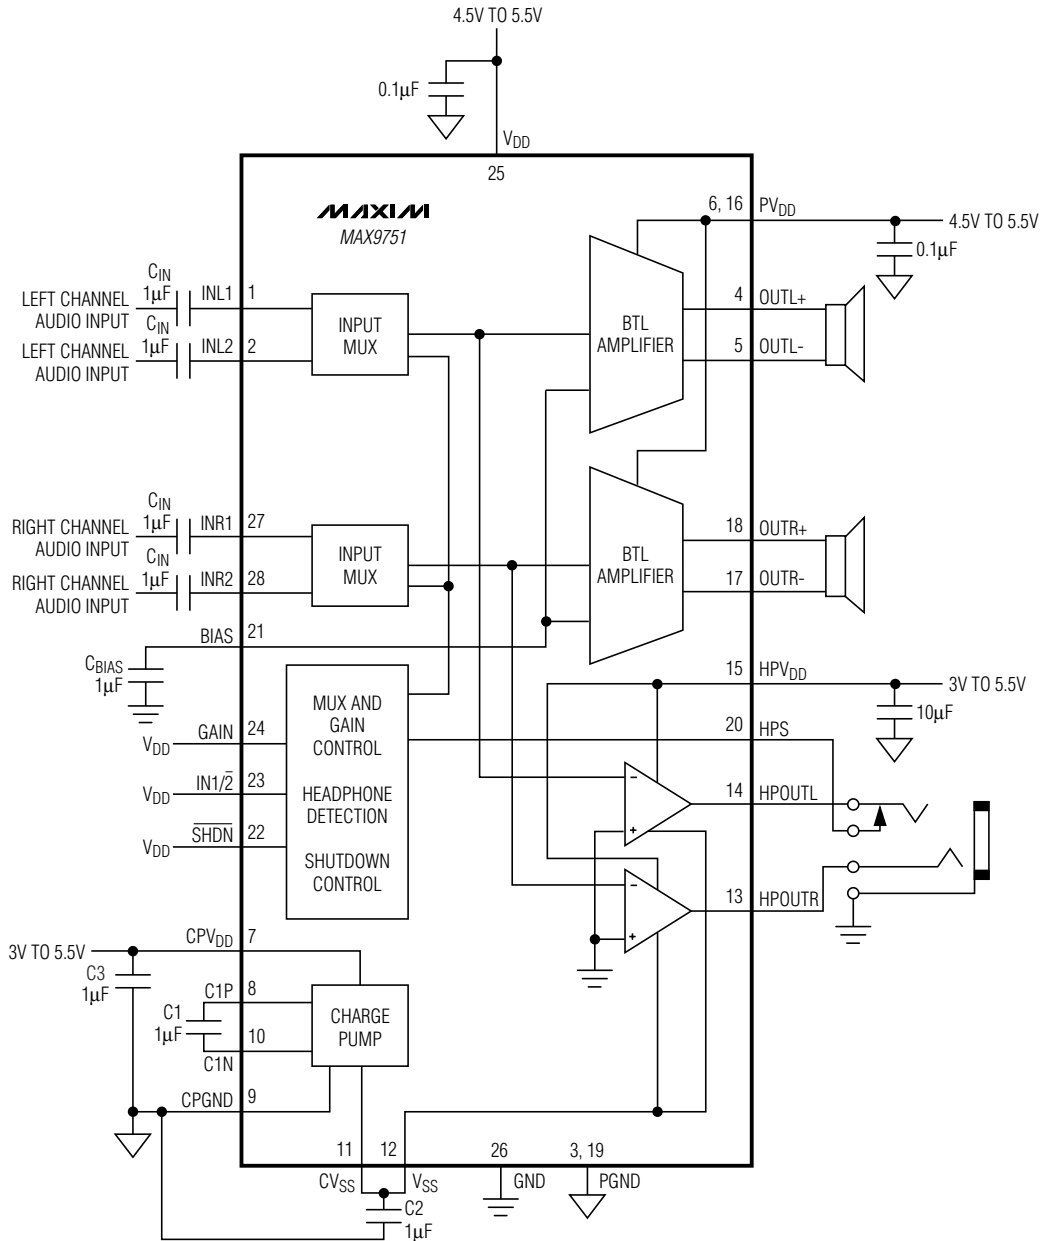 4.5V TO 5.5V
0.1µF
VDD
25
MAXIM
MAX9751
6, 16
PVDD
4.5V TO 5.5V
0.1µF
LEFT CHANNEL
AUDIO INPUT
CIN
1µF
INL1
1
LEFT CHANNEL
AUDIO INPUT
CIN
1µF
INL2
2
INPUT
MUX
BTL
AMPLIFIER
4
OUTL+
5
OUTL-
RIGHT CHANNEL
AUDIO INPUT
CIN
1µF
INR1
27
RIGHT CHANNEL
AUDIO INPUT
CIN
1µF
INR2
28
INPUT
MUX
BTL
AMPLIFIER
18
OUTR+
17
OUTR-
BIAS
21
CBIAS
1µF
15
HPVDD
3V TO 5.5V
10µF
MUX AND
GAIN
CONTROL
HEADPHONE
DETECTION
SHUTDOWN
CONTROL
VDD
GAIN
24
VDD
IN1/2̅
23
VDD
S̅H̅D̅N̅
22
20
HPS
−
+
14
HPOUTL
−
+
13
HPOUTR
3V TO 5.5V
CPVDD
7
C3
1µF
C1P
8
C1
1µF
10
C1N
CHARGE
PUMP
CPGND
9
11
CVSS
12
VSS
C2
1µF
26
GND
3, 19
PGND